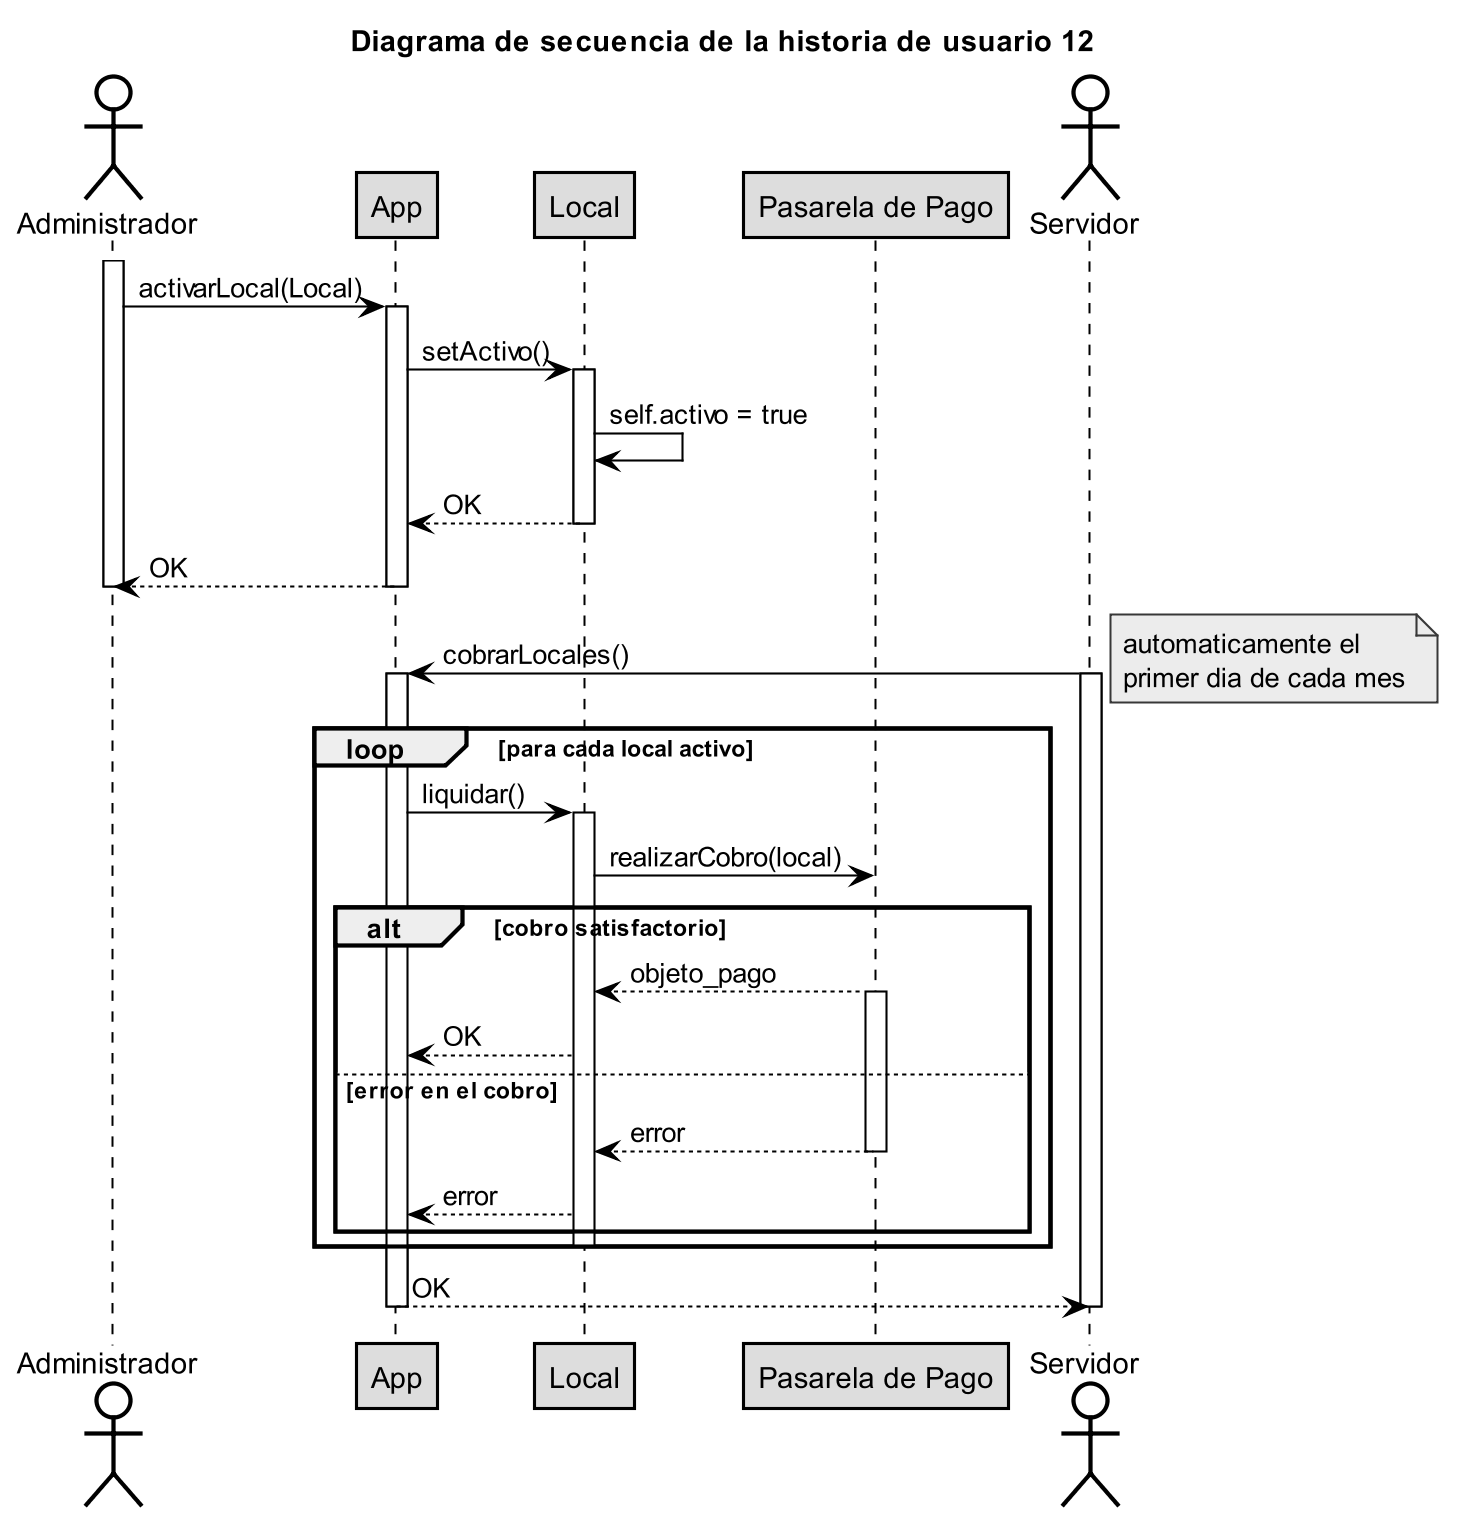 Diagrama de secuencia de la historia de usuario 12
Administrador
App
Local
Pasarela de Pago
Servidor
activarLocal(Local)
setActivo()
self.activo = true
OK
OK
automaticamente el
primer dia de cada mes
cobrarLocales()
loop
[para cada local activo]
liquidar()
realizarCobro(local)
alt
[cobro satisfactorio]
objeto_pago
OK
[error en el cobro]
error
error
OK
Administrador
App
Local
Pasarela de Pago
Servidor